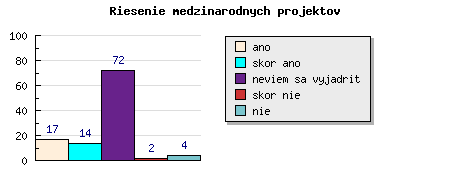 Riesenie medzinarodnych projektov
100
80
60
40
20
0
17
14
72
2
4
ano
skor ano
neviem sa vyjadrit
skor nie
nie